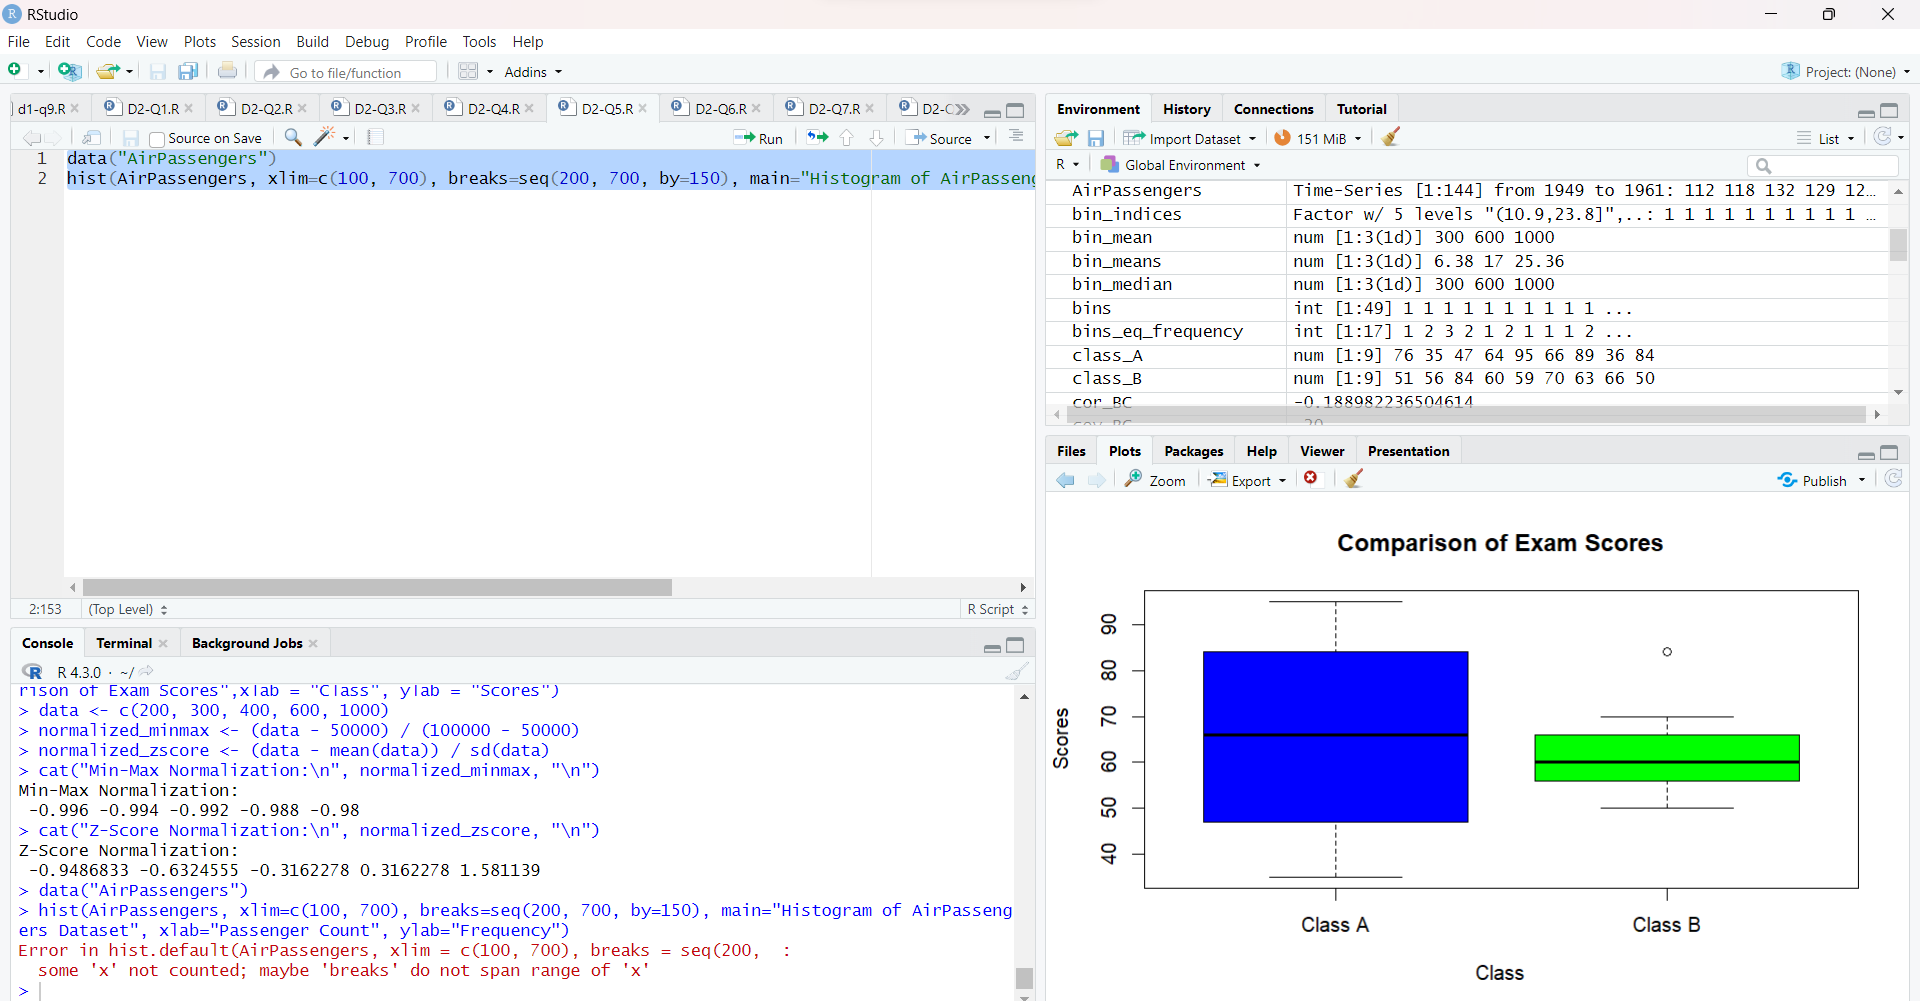 RStudio
File Edit Code View Plots Session Build Debug Profile Tools Help
Go to file/function Addins Project: (None)
d1-q9.R D2-Q1.R D2-Q2.R D2-Q3.R D2-Q4.R D2-Q5.R D2-Q6.R D2-Q7.R
Source on Save Run Source
1 data("AirPassengers")
2 hist(AirPassengers, xlim=c(100, 700), breaks=seq(200, 700, by=150), main="Histogram of AirPasseng
2:153 (Top Level) R Script
Console Terminal Background Jobs
R 4.3.0 · ~/
rison of Exam Scores",xlab = "Class", ylab = "Scores")
> data <- c(200, 300, 400, 600, 1000)
> normalized_minmax <- (data - 50000) / (100000 - 50000)
> normalized_zscore <- (data - mean(data)) / sd(data)
> cat("Min-Max Normalization:\n", normalized_minmax, "\n")
Min-Max Normalization:
-0.996 -0.994 -0.992 -0.988 -0.98
> cat("Z-Score Normalization:\n", normalized_zscore, "\n")
Z-Score Normalization:
-0.9486833 -0.6324555 -0.3162278 0.3162278 1.581139
> data("AirPassengers")
> hist(AirPassengers, xlim=c(100, 700), breaks=seq(200, 700, by=150), main="Histogram of AirPasseng
ers Dataset", xlab="Passenger Count", ylab="Frequency")
Error in hist.default(AirPassengers, xlim = c(100, 700), breaks = seq(200, :
some 'x' not counted; maybe 'breaks' do not span range of 'x'
>
Environment History Connections Tutorial
Import Dataset 151 MiB List
R Global Environment
AirPassengers Time-Series [1:144] from 1949 to 1961: 112 118 132 129 12…
bin_indices Factor w/ 5 levels "(10.9,23.8]",..: 1 1 1 1 1 1 1 1 1 1 …
bin_mean num [1:3(1d)] 300 600 1000
bin_means num [1:3(1d)] 6.38 17 25.36
bin_median num [1:3(1d)] 300 600 1000
bins int [1:49] 1 1 1 1 1 1 1 1 1 1 ...
bins_eq_frequency int [1:17] 1 2 3 2 1 2 1 1 1 2 ...
class_A num [1:9] 76 35 47 64 95 66 89 36 84
class_B num [1:9] 51 56 84 60 59 70 63 66 50
cor_BC -0.188982236504614
Files Plots Packages Help Viewer Presentation
Zoom Export Publish
Comparison of Exam Scores
90
80
70
60
50
40
Scores
Class A Class B
Class